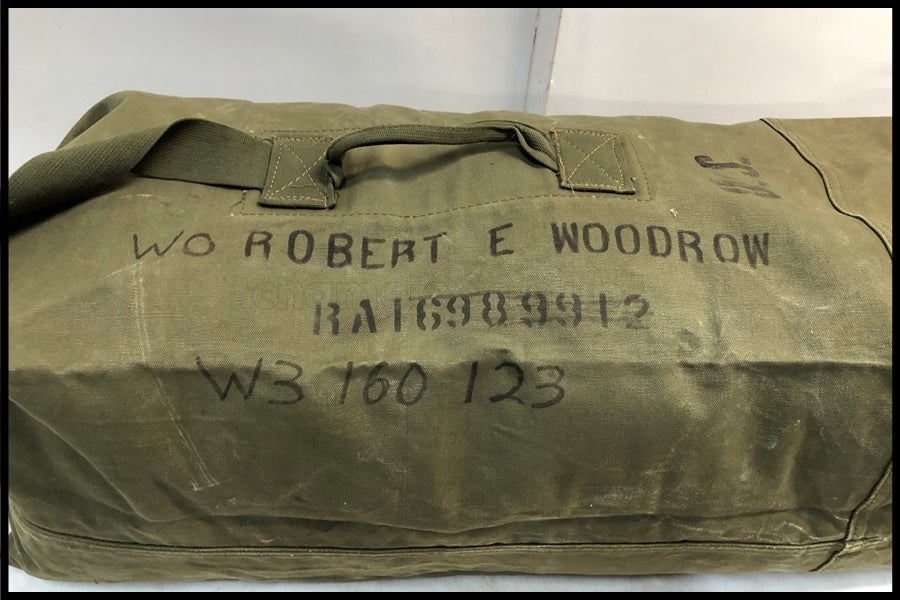 U.S.
WO ROBERT E WOODROW
RA16989912
W3 160 123